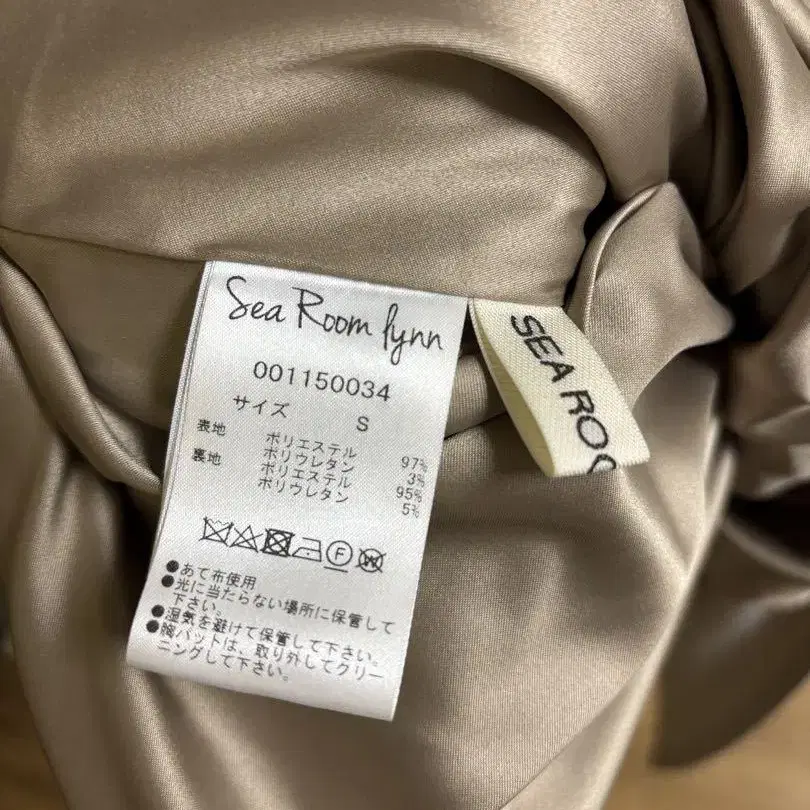 Sea Room lynn
001150034
サイズ S
表地 ポリエステル 97%
ポリウレタン 3%
裏地 ポリエステル 95%
ポリウレタン 5%
F
W
●あて布使用
●光に当たらない場所に保管して
下さい。
●湿気を避けて保管して下さい。
●胸パットは、取り外してクリー
ニングして下さい。
SEA ROO